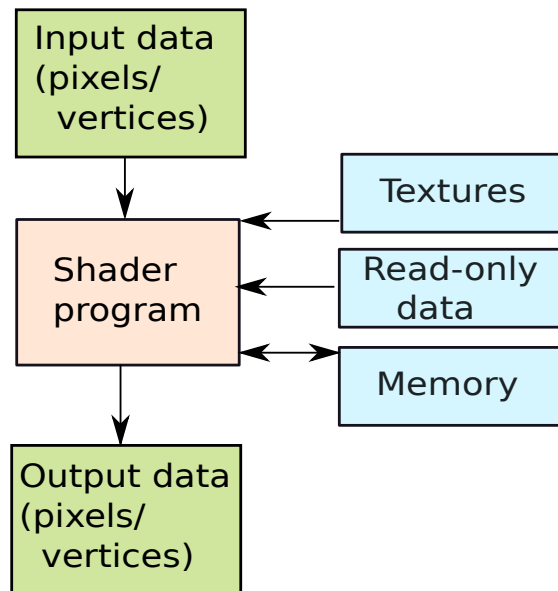 Input data
(pixels/
vertices)
Textures
Shader
program
Read-only
data
Memory
Output data
(pixels/
vertices)